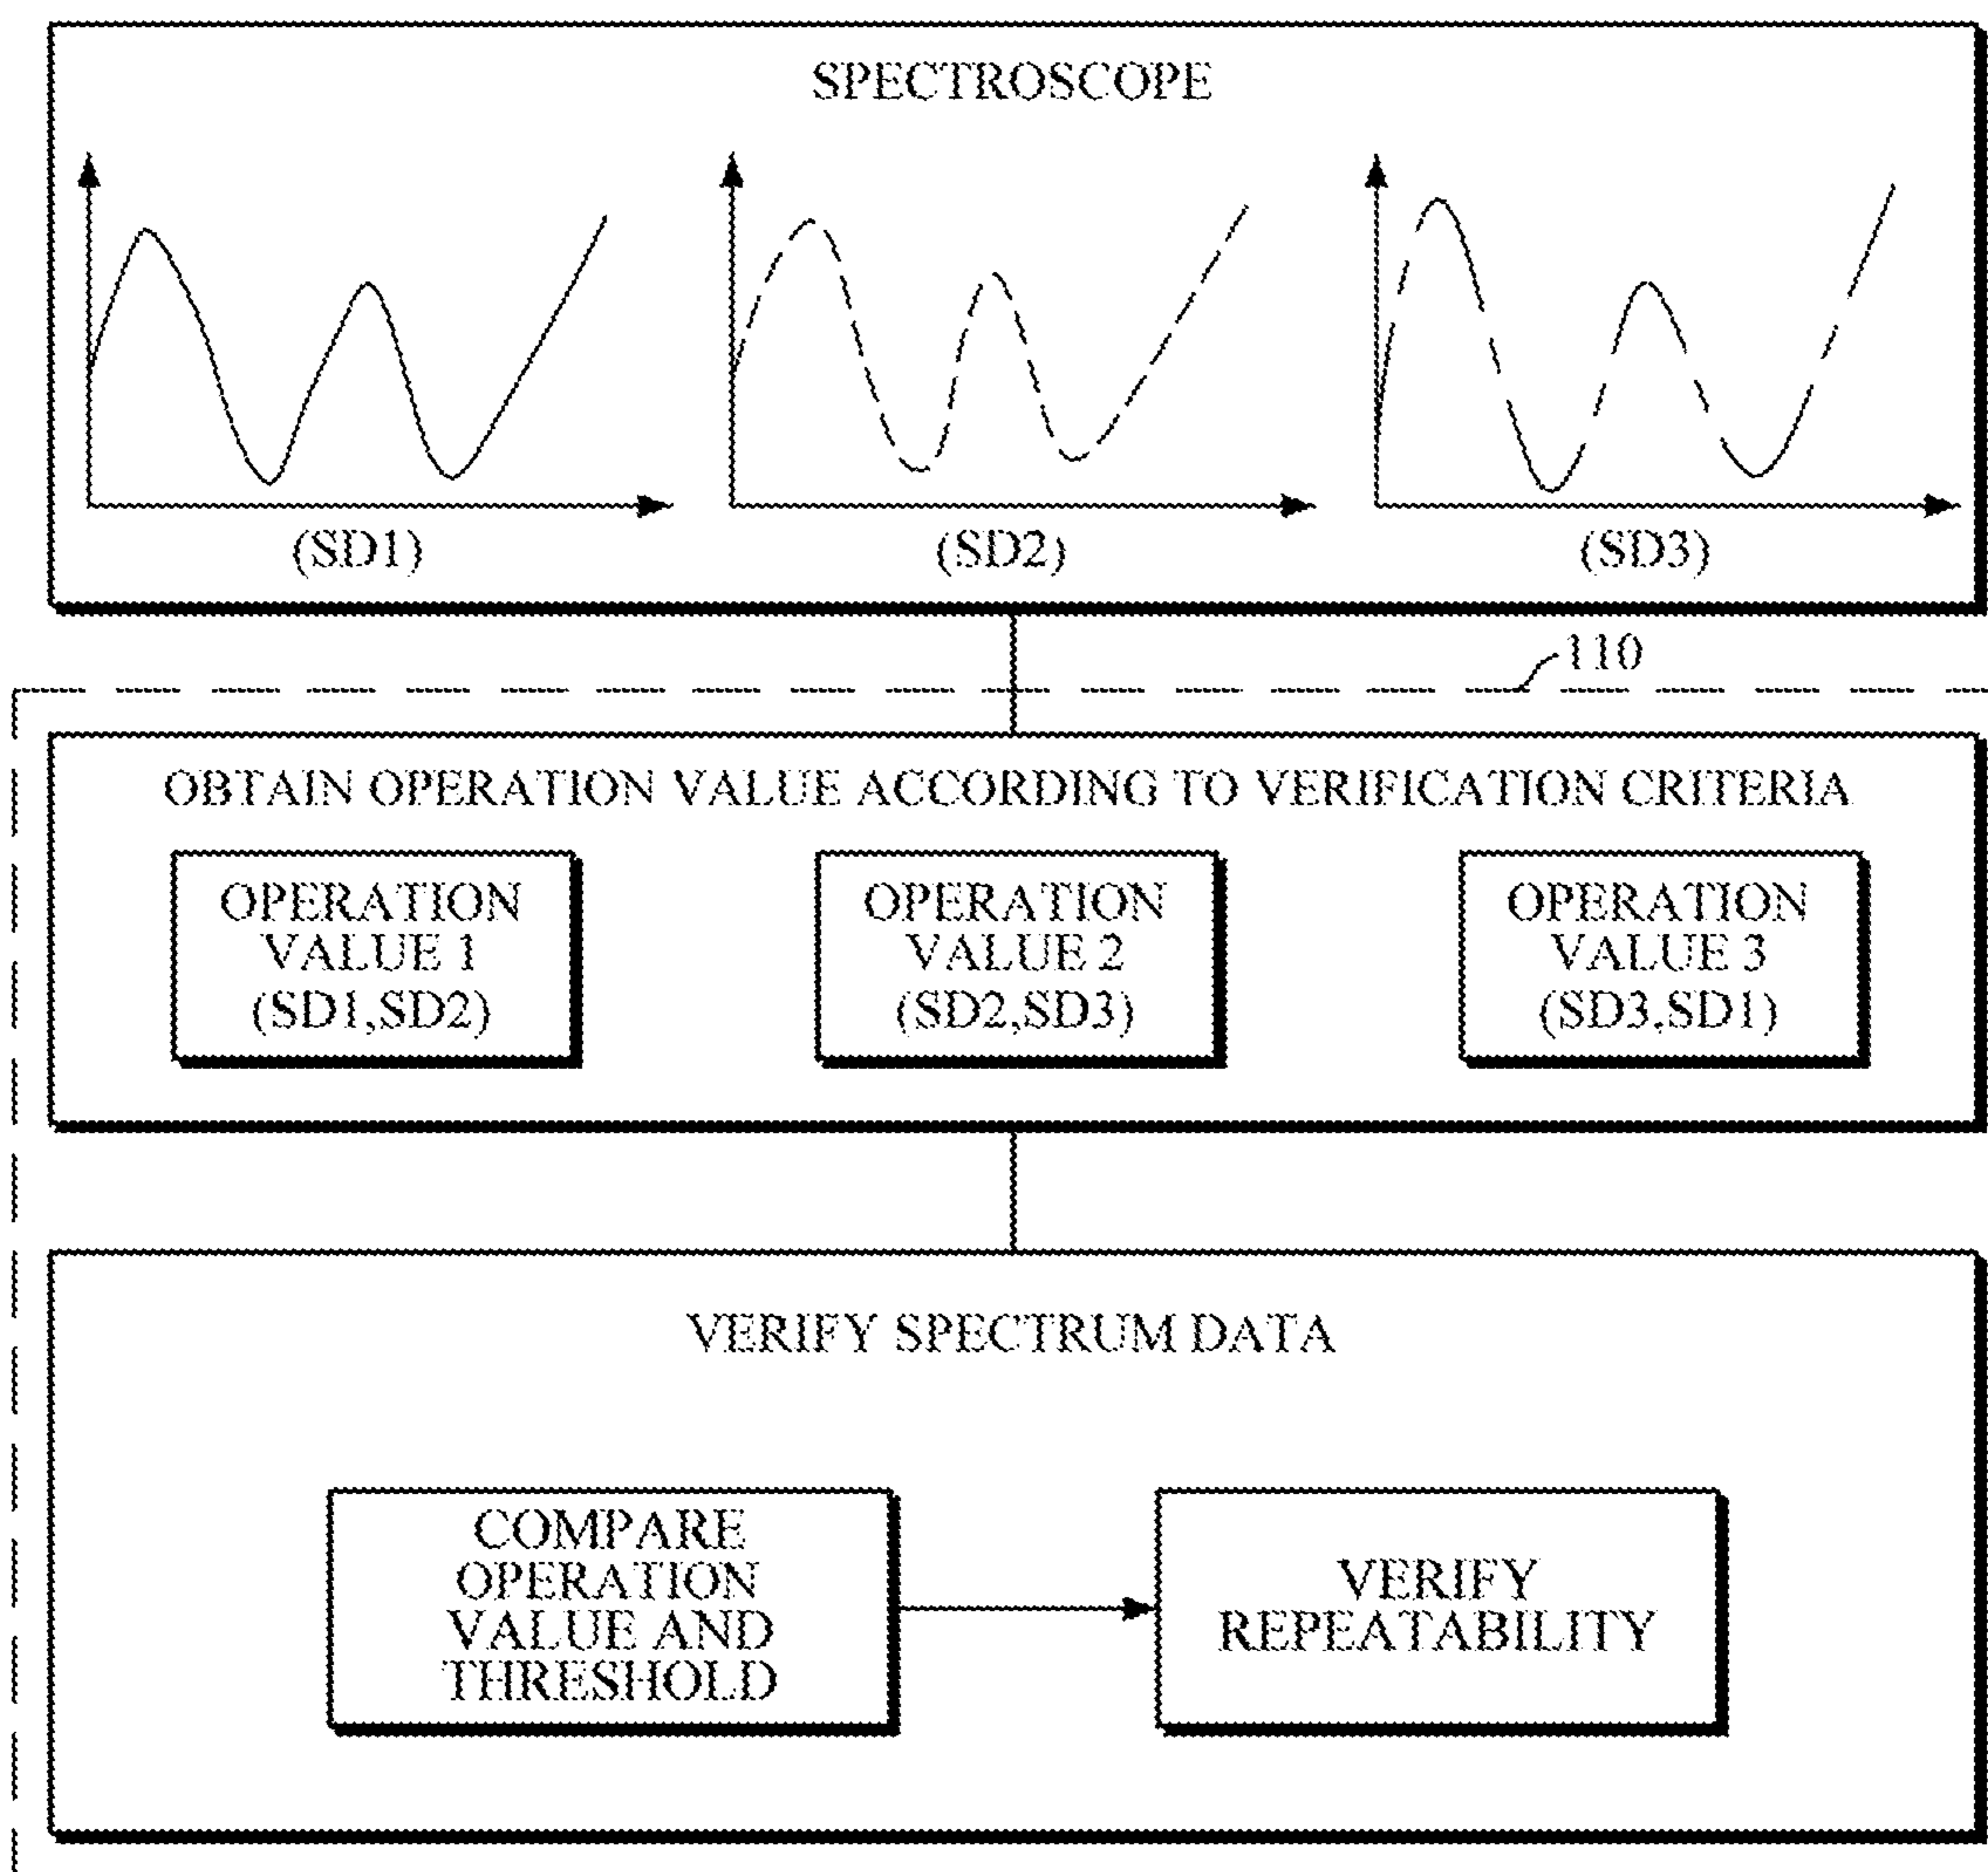 SPECTROSCOPE
(SD1) (SD2) (SD3)
110
OBTAIN OPERATION VALUE ACCORDING TO VERIFICATION CRITERIA
OPERATION
VALUE 1
(SD1,SD2)
OPERATION
VALUE 2
(SD2,SD3)
OPERATION
VALUE 3
(SD3,SD1)
VERIFY SPECTRUM DATA
COMPARE
OPERATION
VALUE AND
THRESHOLD
VERIFY
REPEATABILITY